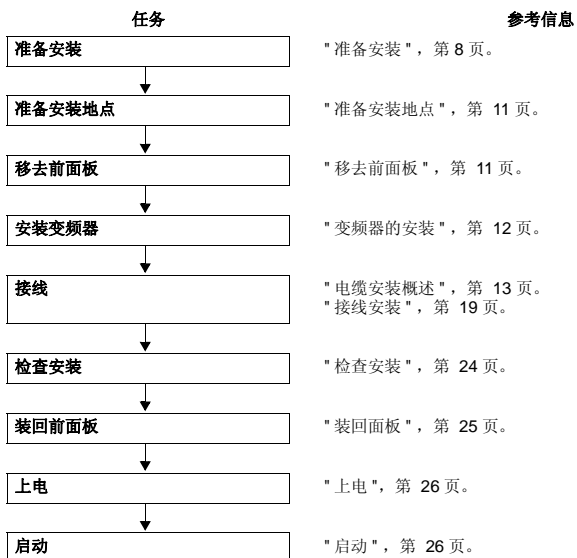 任务 参考信息
准备安装 "准备安装"，第 8 页。
准备安装地点 "准备安装地点"，第 11 页。
移去前面板 "移去前面板"，第 11 页。
安装变频器 "变频器的安装"，第 12 页。
接线 "电缆安装概述"，第 13 页。
"接线安装"，第 19 页。
检查安装 "检查安装"，第 24 页。
装回前面板 "装回面板"，第 25 页。
上电 "上电"，第 26 页。
启动 "启动"，第 26 页。